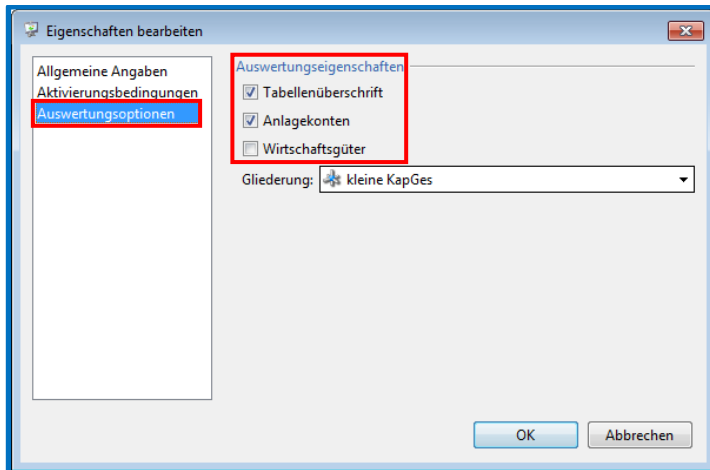 Eigenschaften bearbeiten
Allgemeine Angaben
Aktivierungsbedingungen
Auswertungsoptionen
Auswertungseigenschaften
Tabellenüberschrift
Anlagekonten
Wirtschaftsgüter
Gliederung: kleine KapGes
OK Abbrechen